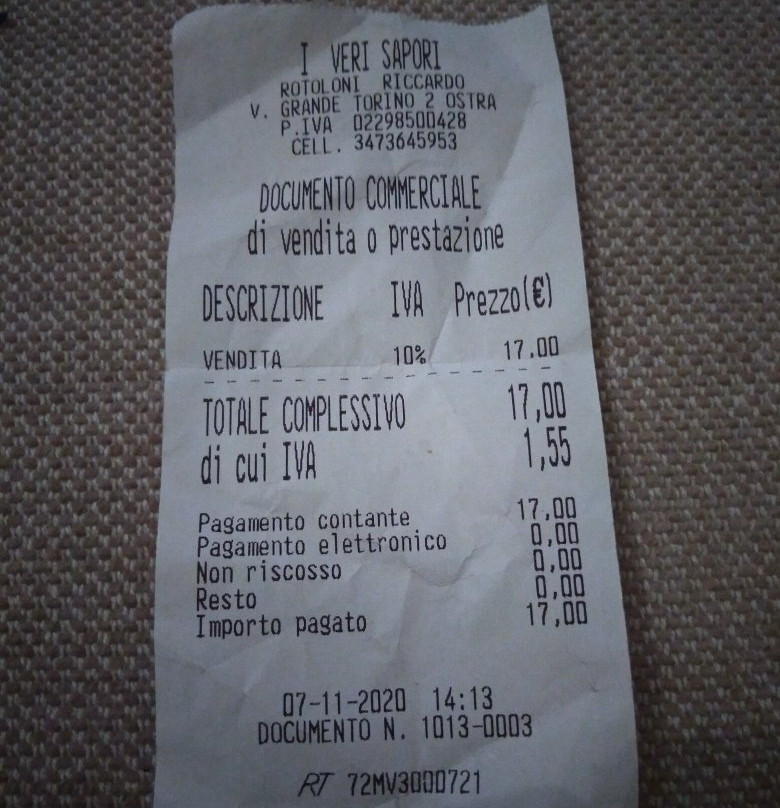 I VERI SAPORI
ROTOLONI RICCARDO
V. GRANDE TORINO 2 OSTRA
P.IVA 02298500428
CELL. 3473645953
DOCUMENTO COMMERCIALE
di vendita o prestazione
DESCRIZIONE IVA Prezzo(€)
VENDITA 10% 17.00
TOTALE COMPLESSIVO 17,00
di cui IVA 1,55
Pagamento contante 17,00
Pagamento elettronico 0,00
Non riscosso 0,00
Resto 0,00
Importo pagato 17,00
07-11-2020 14:13
DOCUMENTO N. 1013-0003
RT 72MV3000721